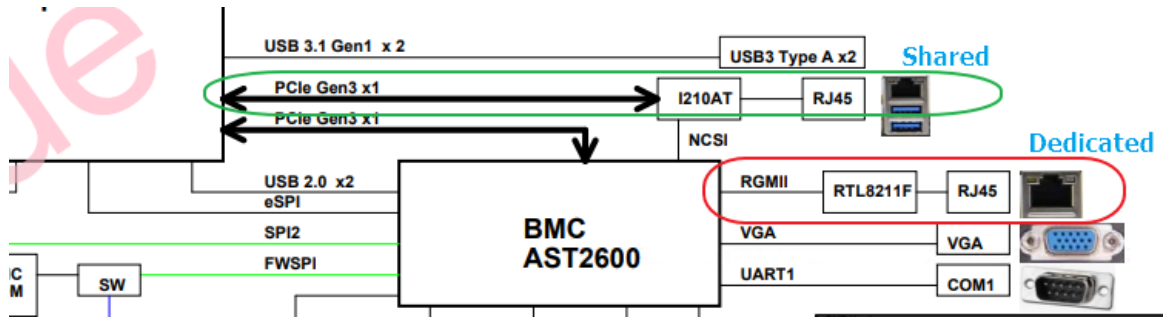 USB 3.1 Gen1 x 2
USB3 Type A x2
Shared
PCIe Gen3 x1
I210AT
RJ45
PCIe Gen3 x1
NCSI
Dedicated
USB 2.0 x2
RGMII
RTL8211F
RJ45
eSPI
SPI2
BMC
AST2600
VGA
VGA
FWSPI
SW
UART1
COM1